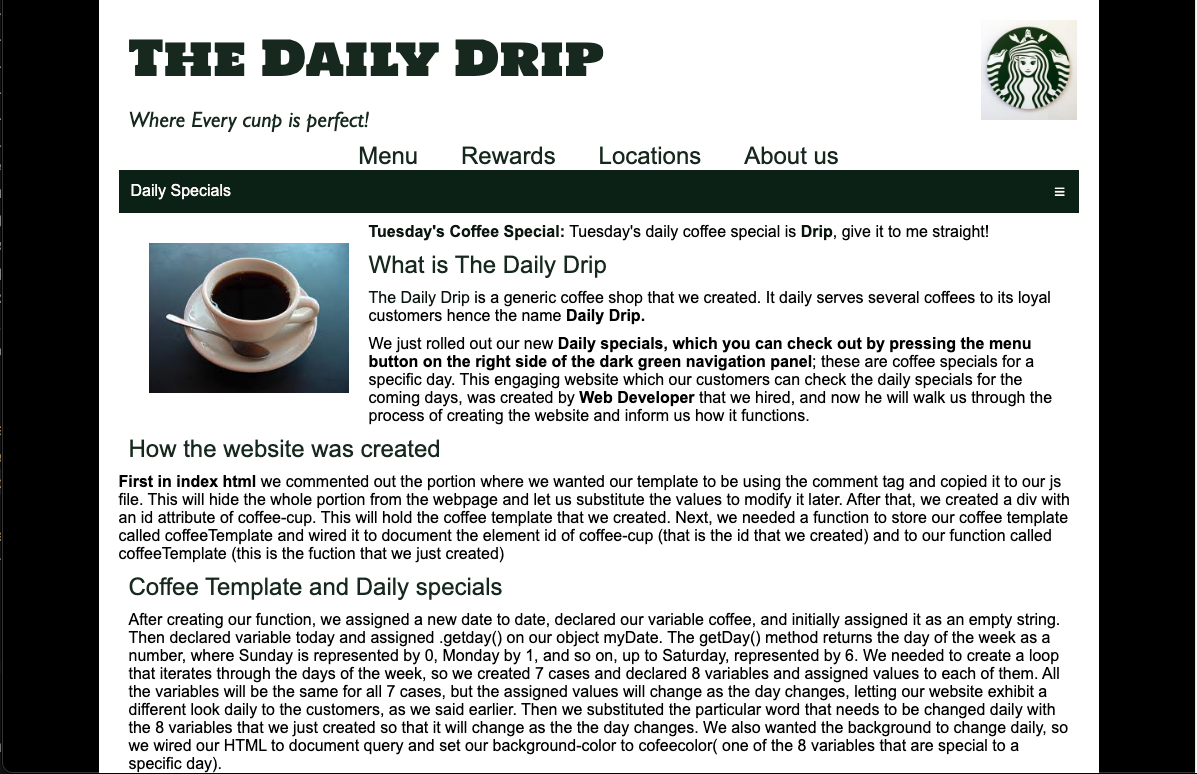 THE DAILY DRIP
Where Every cunp is perfect!
Menu Rewards Locations About us
Daily Specials
Tuesday's Coffee Special: Tuesday's daily coffee special is Drip, give it to me straight!
What is The Daily Drip
The Daily Drip is a generic coffee shop that we created. It daily serves several coffees to its loyal
customers hence the name Daily Drip.
We just rolled out our new Daily specials, which you can check out by pressing the menu
button on the right side of the dark green navigation panel; these are coffee specials for a
specific day. This engaging website which our customers can check the daily specials for the
coming days, was created by Web Developer that we hired, and now he will walk us through the
process of creating the website and inform us how it functions.
How the website was created
First in index html we commented out the portion where we wanted our template to be using the comment tag and copied it to our js
file. This will hide the whole portion from the webpage and let us substitute the values to modify it later. After that, we created a div with
an id attribute of coffee-cup. This will hold the coffee template that we created. Next, we needed a function to store our coffee template
called coffeeTemplate and wired it to document the element id of coffee-cup (that is the id that we created) and to our function called
coffeeTemplate (this is the fuction that we just created)
Coffee Template and Daily specials
After creating our function, we assigned a new date to date, declared our variable coffee, and initially assigned it as an empty string.
Then declared variable today and assigned .getday() on our object myDate. The getDay() method returns the day of the week as a
number, where Sunday is represented by 0, Monday by 1, and so on, up to Saturday, represented by 6. We needed to create a loop
that iterates through the days of the week, so we created 7 cases and declared 8 variables and assigned values to each of them. All
the variables will be the same for all 7 cases, but the assigned values will change as the day changes, letting our website exhibit a
different look daily to the customers, as we said earlier. Then we substituted the particular word that needs to be changed daily with
the 8 variables that we just created so that it will change as the the day changes. We also wanted the background to change daily, so
we wired our HTML to document query and set our background-color to cofeecolor( one of the 8 variables that are special to a
specific day).